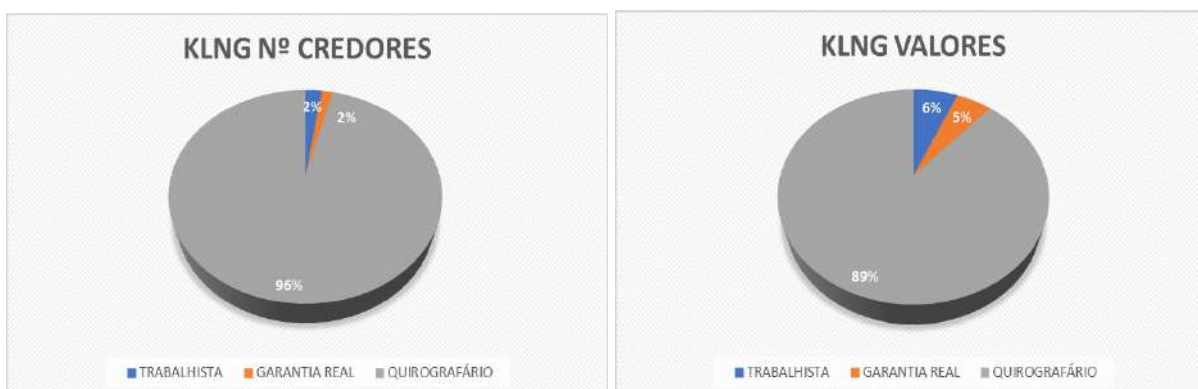 KLNG Nº CREDORES
2%
2%
96%
TRABALHISTA GARANTIA REAL QUIROGRAFÁRIO
KLNG VALORES
6%
5%
89%
TRABALHISTA GARANTIA REAL QUIROGRAFÁRIO